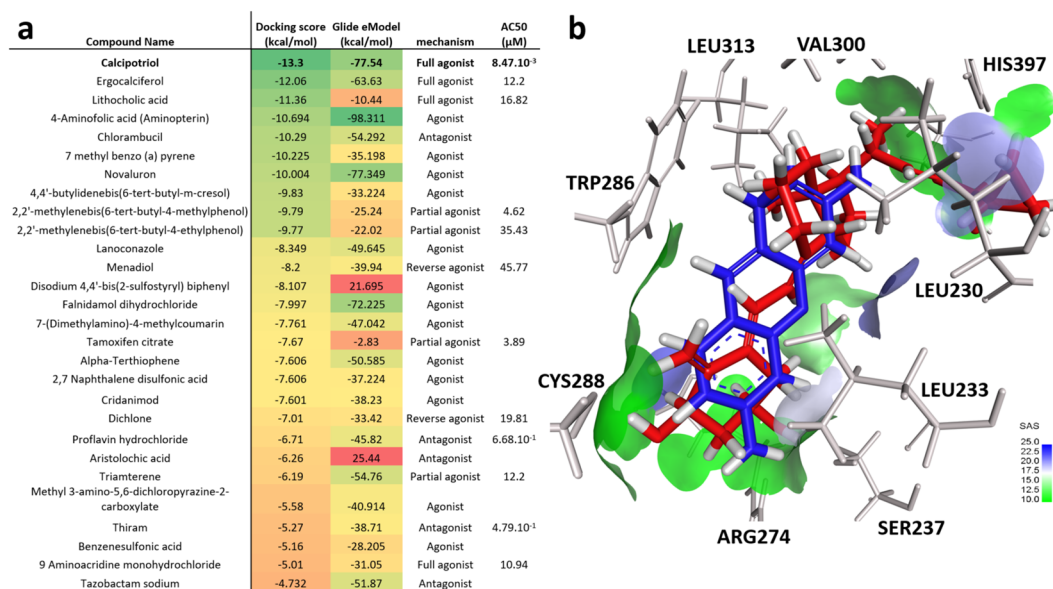 a
Docking score Glide eModel AC50
Compound Name (kcal/mol) (kcal/mol) mechanism (µM)
Calcipotriol -13.3 -77.54 Full agonist 8.47.10-3
Ergocalciferol -12.06 -63.63 Full agonist 12.2
Lithocholic acid -11.36 -10.44 Full agonist 16.82
4-Aminofolic acid (Aminopterin) -10.694 -98.311 Agonist
Chlorambucil -10.29 -54.292 Antagonist
7 methyl benzo (a) pyrene -10.225 -35.198 Agonist
Novaluron -10.004 -77.349 Agonist
4,4'-butylidenebis(6-tert-butyl-m-cresol) -9.83 -33.224 Agonist
2,2'-methylenebis(6-tert-butyl-4-methylphenol) -9.79 -25.24 Partial agonist 4.62
2,2'-methylenebis(6-tert-butyl-4-ethylphenol) -9.77 -22.02 Partial agonist 35.43
Lanoconazole -8.349 -49.645 Agonist
Menadiol -8.2 -39.94 Reverse agonist 45.77
Disodium 4,4'-bis(2-sulfostyryl) biphenyl -8.107 21.695 Agonist
Falnidamol dihydrochloride -7.997 -72.225 Agonist
7-(Dimethylamino)-4-methylcoumarin -7.761 -47.042 Agonist
Tamoxifen citrate -7.67 -2.83 Partial agonist 3.89
Alpha-Terthiophene -7.606 -50.585 Agonist
2,7 Naphthalene disulfonic acid -7.606 -37.224 Agonist
Cridanimod -7.601 -38.23 Agonist
Dichlone -7.01 -33.42 Reverse agonist 19.81
Proflavin hydrochloride -6.71 -45.82 Antagonist 6.68.10-1
Aristolochic acid -6.26 25.44 Antagonist
Triamterene -6.19 -54.76 Partial agonist 12.2
Methyl 3-amino-5,6-dichloropyrazine-2-
carboxylate -5.58 -40.914 Agonist
Thiram -5.27 -38.71 Antagonist 4.79.10-1
Benzenesulfonic acid -5.16 -28.205 Agonist
9 Aminoacridine monohydrochloride -5.01 -31.05 Full agonist 10.94
Tazobactam sodium -4.732 -51.87 Antagonist
b
LEU313
VAL300
HIS397
TRP286
LEU230
CYS288
LEU233
ARG274
SER237
SAS
25.0
22.5
20.0
17.5
15.0
12.5
10.0